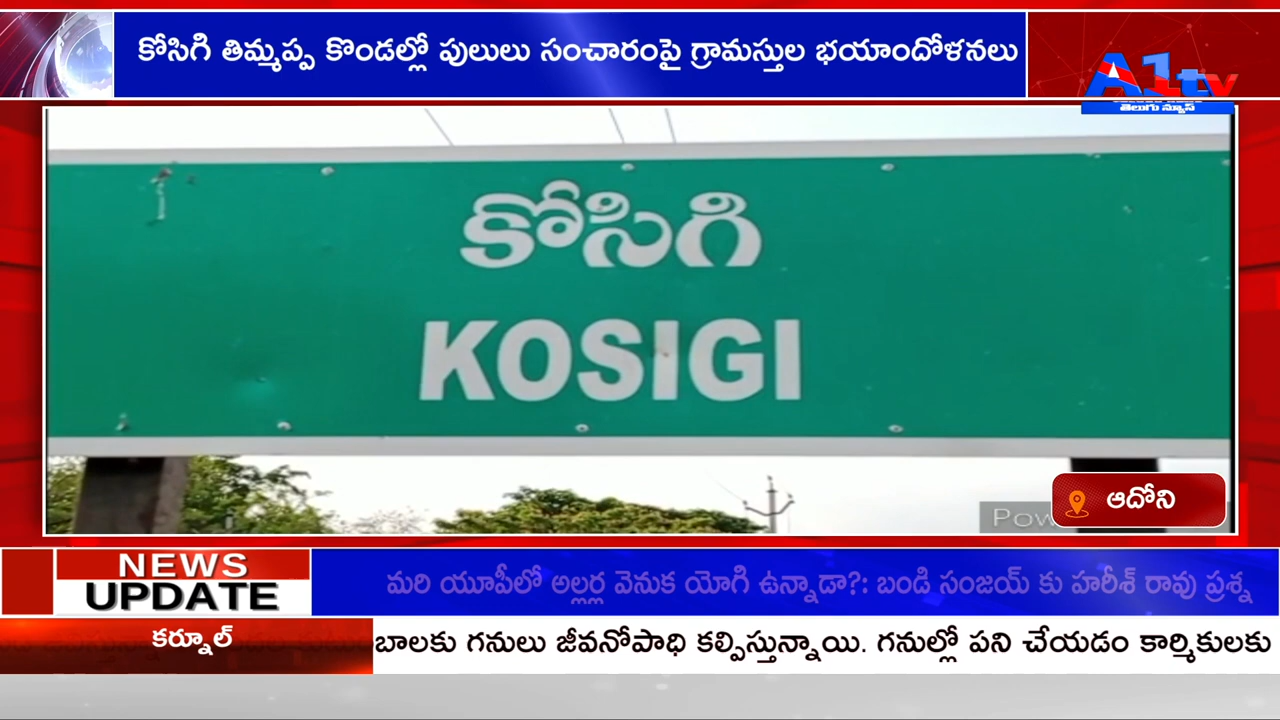 కోసిగి తిమ్మప్ప కొండల్లో పులులు సంచారంపై గ్రామస్తుల భయాందోళనలు
A1tv
తెలుగు న్యూస్
కోసిగి
KOSIGI
ఆదోని
NEWS
UPDATE
మరి యూపీలో అల్లర్ల వెనుక యోగి ఉన్నాడా?: బండి సంజయ్ కు హరీశ్ రావు ప్రశ్న
కర్నూల్
బాలకు గనులు జీవనోపాధి కల్పిస్తున్నాయి. గనుల్లో పని చేయడం కార్మికులకు